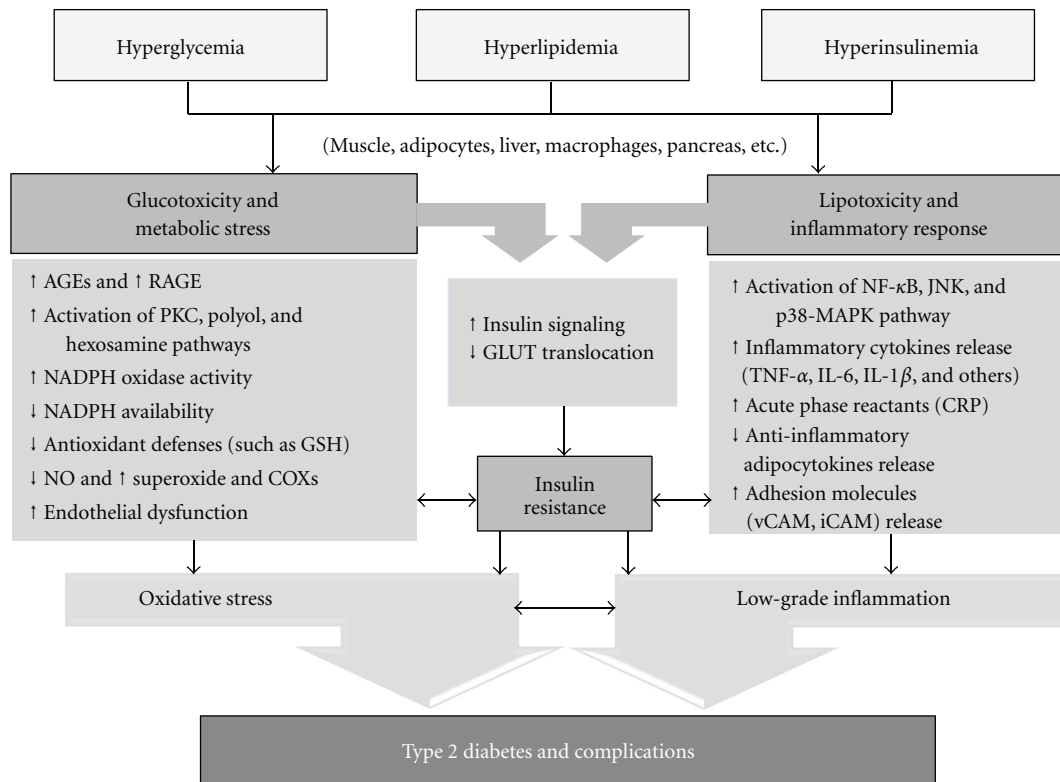 Hyperglycemia
Hyperlipidemia
Hyperinsulinemia
(Muscle, adipocytes, liver, macrophages, pancreas, etc.)
Glucotoxicity and
metabolic stress
Lipotoxicity and
inflammatory response
↑ AGEs and ↑ RAGE
↑ Activation of PKC, polyol, and
hexosamine pathways
↑ NADPH oxidase activity
↓ NADPH availability
↓ Antioxidant defenses (such as GSH)
↓ NO and ↑ superoxide and COXs
↑ Endothelial dysfunction
↑ Insulin signaling
↓ GLUT translocation
↑ Activation of NF-κB, JNK, and
p38-MAPK pathway
↑ Inflammatory cytokines release
(TNF-α, IL-6, IL-1β, and others)
↑ Acute phase reactants (CRP)
↓ Anti-inflammatory
adipocytokines release
↑ Adhesion molecules
(vCAM, iCAM) release
Insulin
resistance
Oxidative stress
Low-grade inflammation
Type 2 diabetes and complications